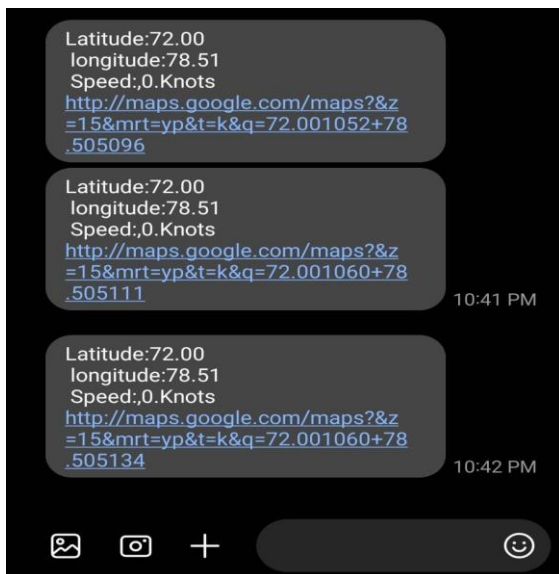 Latitude:72.00
longitude:78.51
Speed:,0.Knots
http://maps.google.com/maps?&z
=15&mrt=yp&t=k&q=72.001052+78
.505096
Latitude:72.00
longitude:78.51
Speed:,0.Knots
http://maps.google.com/maps?&z
=15&mrt=yp&t=k&q=72.001060+78
.505111
10:41 PM
Latitude:72.00
longitude:78.51
Speed:,0.Knots
http://maps.google.com/maps?&z
=15&mrt=yp&t=k&q=72.001060+78
.505134
10:42 PM